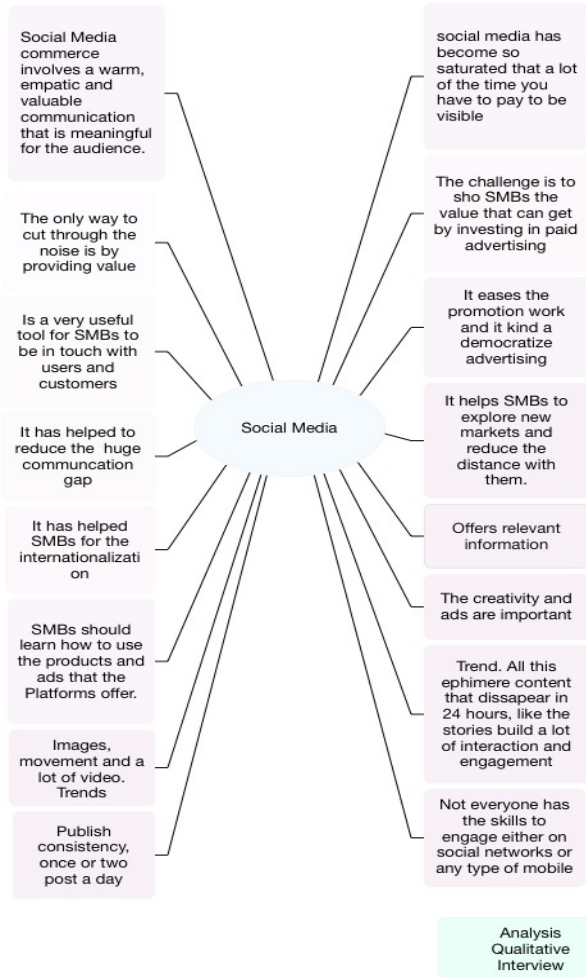 Social Media
commerce
involves a warm,
empatic and
valuable
communication
that is meaningful
for the audience.
The only way to
cut through the
noise is by
providing value
Is a very useful
tool for SMBs to
be in touch with
users and
customers
It has helped to
reduce the huge
communcation
gap
It has helped
SMBs for the
internationalizati
on
SMBs should
learn how to use
the products and
ads that the
Platforms offer.
Images,
movement and a
lot of video.
Trends
Publish
consistency,
once or two
post a day
Social Media
social media has
become so
saturated that a lot
of the time you
have to pay to be
visible
The challenge is to
sho SMBs the
value that can get
by investing in paid
advertising
It eases the
promotion work
and it kind a
democratize
advertising
It helps SMBs to
explore new
markets and
reduce the
distance with
them.
Offers relevant
information
The creativity and
ads are important
Trend. All this
ephimere content
that dissapear in
24 hours, like the
stories build a lot
of interaction and
engagement
Not everyone has
the skills to
engage either on
social networks or
any type of mobile
Analysis
Qualitative
Interview